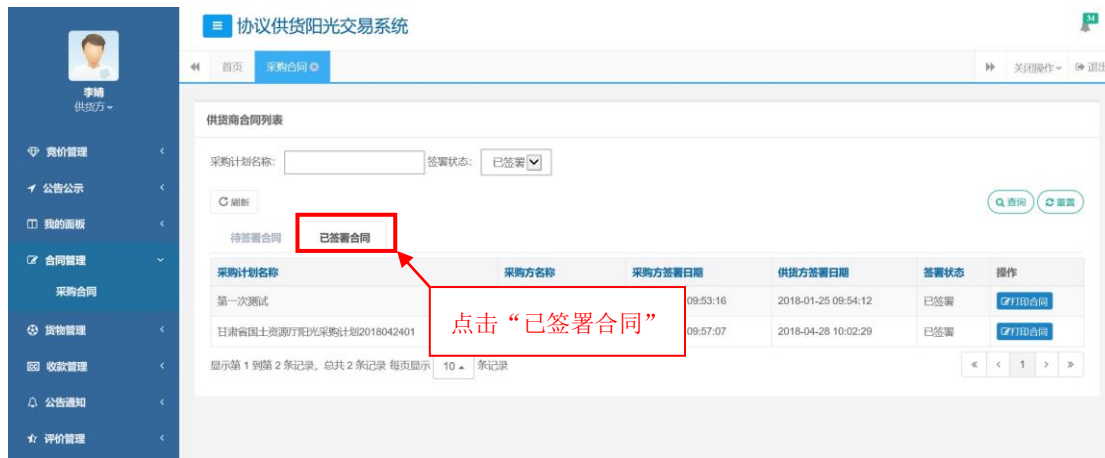 协议供货阳光交易系统
34
首页 采购合同 关闭操作 退出
李婧
供货方
竞价管理
公告公示
我的面板
合同管理
采购合同
货物管理
收款管理
公告通知
评价管理
供货商合同列表
采购计划名称: 签署状态: 已签署
刷新 查询 重置
待签署合同 已签署合同
采购计划名称 采购方名称 采购方签署日期 供货方签署日期 签署状态 操作
第一次测试 09:53:16 2018-01-25 09:54:12 已签署 打印合同
甘肃省国土资源厅阳光采购计划2018042401 09:57:07 2018-04-28 10:02:29 已签署 打印合同
点击“已签署合同”
显示第 1 到第 2 条记录，总共 2 条记录 每页显示 10 条记录 « ‹ 1 › »